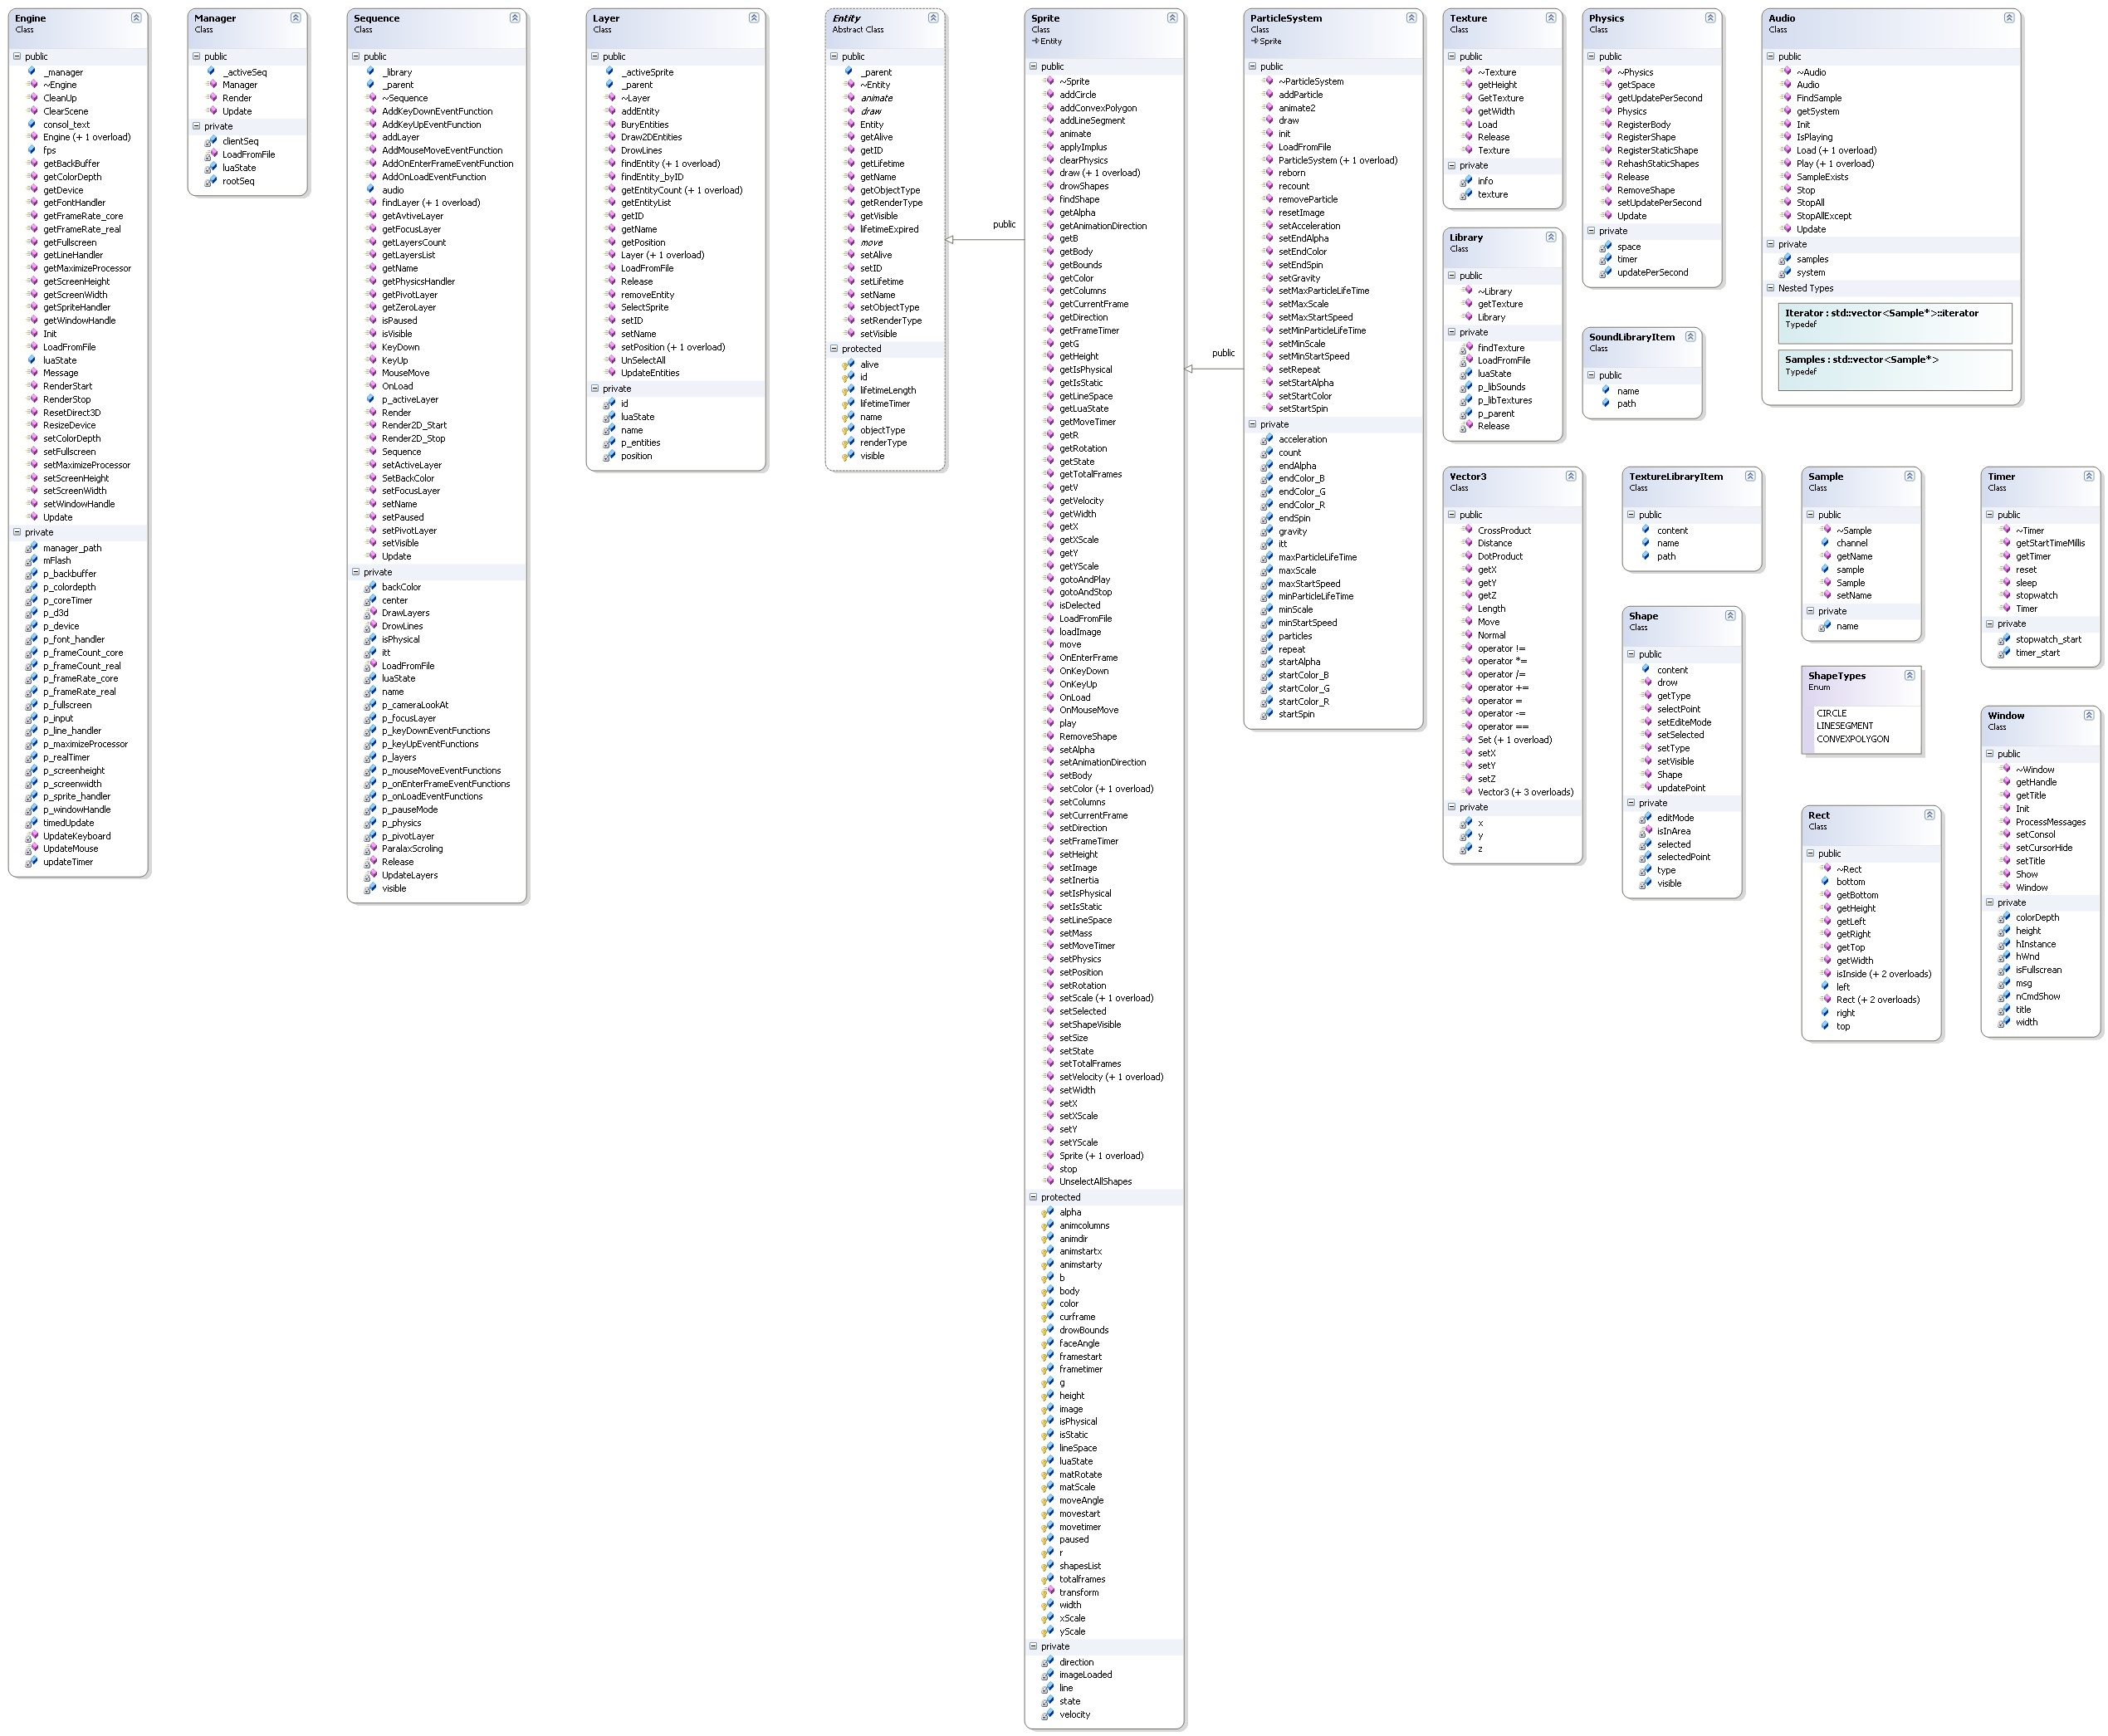 Engine
Class
public
_manager
~Engine
CleanUp
ClearScene
consol_text
Engine (+ 1 overload)
fps
getBackBuffer
getColorDepth
getDevice
getFontHandler
getFrameRate_core
getFrameRate_real
getFullscreen
getLineHandler
getMaximizeProcessor
getScreenHeight
getScreenWidth
getSpriteHandler
getWindowHandle
Init
LoadFromFile
luaState
Message
RenderStart
RenderStop
ResetDirect3D
ResizeDevice
setColorDepth
setFullscreen
setMaximizeProcessor
setScreenHeight
setScreenWidth
setWindowHandle
Update
private
manager_path
mFlash
p_backbuffer
p_colordepth
p_coreTimer
p_d3d
p_device
p_font_handler
p_frameCount_core
p_frameCount_real
p_frameRate_core
p_frameRate_real
p_fullscreen
p_input
p_line_handler
p_maximizeProcessor
p_realTimer
p_screenheight
p_screenwidth
p_sprite_handler
p_windowHandle
timedUpdate
UpdateKeyboard
UpdateMouse
updateTimer
Manager
Class
public
_activeSeq
Manager
Render
Update
private
clientSeq
LoadFromFile
luaState
rootSeq
Sequence
Class
public
_library
_parent
~Sequence
AddKeyDownEventFunction
AddKeyUpEventFunction
addLayer
AddMouseMoveEventFunction
AddOnEnterFrameEventFunction
AddOnLoadEventFunction
audio
findLayer (+ 1 overload)
getAvtiveLayer
getFocusLayer
getLayersCount
getLayersList
getName
getPhysicsHandler
getPivotLayer
getZeroLayer
isPaused
isVisible
KeyDown
KeyUp
MouseMove
OnLoad
p_activeLayer
Render
Render2D_Start
Render2D_Stop
Sequence
setActiveLayer
SetBackColor
setFocusLayer
setName
setPaused
setPivotLayer
setVisible
Update
private
backColor
center
DrawLayers
DrowLines
isPhysical
itt
LoadFromFile
luaState
name
p_cameraLookAt
p_focusLayer
p_keyDownEventFunctions
p_keyUpEventFunctions
p_layers
p_mouseMoveEventFunctions
p_onEnterFrameEventFunctions
p_onLoadEventFunctions
p_pauseMode
p_physics
p_pivotLayer
ParalaxScroling
Release
UpdateLayers
visible
Layer
Class
public
_activeSprite
_parent
~Layer
addEntity
BuryEntities
Draw2DEntities
DrowLines
findEntity (+ 1 overload)
findEntity_byID
getEntityCount (+ 1 overload)
getEntityList
getID
getName
getPosition
Layer (+ 1 overload)
LoadFromFile
Release
removeEntity
SelectSprite
setID
setName
setPosition (+ 1 overload)
UnSelectAll
UpdateEntities
private
id
luaState
name
p_entities
position
Entity
Abstract Class
public
_parent
~Entity
animate
draw
Entity
getAlive
getID
getLifetime
getName
getObjectType
getRenderType
getVisible
lifetimeExpired
move
setAlive
setID
setLifetime
setName
setObjectType
setRenderType
setVisible
protected
alive
id
lifetimeLength
lifetimeTimer
name
objectType
renderType
visible
public
Sprite
Class
Entity
public
~Sprite
addCircle
addConvexPolygon
addLineSegment
animate
applyImplus
clearPhysics
draw (+ 1 overload)
drowShapes
findShape
getAlpha
getAnimationDirection
getB
getBody
getBounds
getColor
getColumns
getCurrentFrame
getDirection
getFrameTimer
getG
getHeight
getIsPhysical
getIsStatic
getLineSpace
getLuaState
getMoveTimer
getR
getRotation
getState
getTotalFrames
getV
getVelocity
getWidth
getX
getXScale
getY
getYScale
gotoAndPlay
gotoAndStop
isDelected
LoadFromFile
loadImage
move
OnEnterFrame
OnKeyDown
OnKeyUp
OnLoad
OnMouseMove
play
RemoveShape
setAlpha
setAnimationDirection
setBody
setColor (+ 1 overload)
setColumns
setCurrentFrame
setDirection
setFrameTimer
setHeight
setImage
setInertia
setIsPhysical
setIsStatic
setLineSpace
setMass
setMoveTimer
setPhysics
setPosition
setRotation
setScale (+ 1 overload)
setSelected
setShapeVisible
setSize
setState
setTotalFrames
setVelocity (+ 1 overload)
setWidth
setX
setXScale
setY
setYScale
Sprite (+ 1 overload)
stop
UnselectAllShapes
protected
alpha
animcolumns
animdir
animstartx
animstarty
b
body
color
curframe
drowBounds
faceAngle
framestart
frametimer
g
height
image
isPhysical
isStatic
lineSpace
luaState
matRotate
matScale
moveAngle
movestart
movetimer
paused
r
shapesList
totalframes
transform
width
xScale
yScale
private
direction
imageLoaded
line
state
velocity
public
ParticleSystem
Class
Sprite
public
~ParticleSystem
addParticle
animate2
draw
init
LoadFromFile
ParticleSystem (+ 1 overload)
reborn
recount
removeParticle
resetImage
setAcceleration
setEndAlpha
setEndColor
setEndSpin
setGravity
setMaxParticleLifeTime
setMaxScale
setMaxStartSpeed
setMinParticleLifeTime
setMinScale
setMinStartSpeed
setRepeat
setStartAlpha
setStartColor
setStartSpin
private
acceleration
count
endAlpha
endColor_B
endColor_G
endColor_R
endSpin
gravity
itt
maxParticleLifeTime
maxScale
maxStartSpeed
minParticleLifeTime
minScale
minStartSpeed
particles
repeat
startAlpha
startColor_B
startColor_G
startColor_R
startSpin
Texture
Class
public
~Texture
getHeight
GetTexture
getWidth
Load
Release
Texture
private
info
texture
Library
Class
public
~Library
getTexture
Library
private
findTexture
LoadFromFile
luaState
p_libSounds
p_libTextures
p_parent
Release
Physics
Class
public
~Physics
getSpace
getUpdatePerSecond
Physics
RegisterBody
RegisterShape
RegisterStaticShape
RehashStaticShapes
Release
RemoveShape
setUpdatePerSecond
Update
private
space
timer
updatePerSecond
SoundLibraryItem
Class
public
name
path
Audio
Class
public
~Audio
Audio
FindSample
getSystem
Init
IsPlaying
Load (+ 1 overload)
Play (+ 1 overload)
SampleExists
Stop
StopAll
StopAllExcept
Update
private
samples
system
Nested Types
Iterator : std::vector<Sample*>::iterator
Typedef
Samples : std::vector<Sample*>
Typedef
Vector3
Class
public
CrossProduct
Distance
DotProduct
getX
getY
getZ
Length
Move
Normal
operator !=
operator *=
operator /=
operator +=
operator =
operator -=
operator ==
Set (+ 1 overload)
setX
setY
setZ
Vector3 (+ 3 overloads)
private
x
y
z
TextureLibraryItem
Class
public
content
name
path
Shape
Class
public
content
drow
getType
selectPoint
setEditeMode
setSelected
setType
setVisible
Shape
updatePoint
private
editMode
isInArea
selected
selectedPoint
type
visible
Sample
Class
public
~Sample
channel
getName
sample
Sample
setName
private
name
ShapeTypes
Enum
CIRCLE
LINESEGMENT
CONVEXPOLYGON
Rect
Class
public
~Rect
bottom
getBottom
getHeight
getLeft
getRight
getTop
getWidth
isInside (+ 2 overloads)
left
Rect (+ 2 overloads)
right
top
Timer
Class
public
~Timer
getStartTimeMillis
getTimer
reset
sleep
stopwatch
Timer
private
stopwatch_start
timer_start
Window
Class
public
~Window
getHandle
getTitle
Init
ProcessMessages
setConsol
setCursorHide
setTitle
Show
Window
private
colorDepth
height
hInstance
hWnd
isFullscrean
msg
nCmdShow
title
width